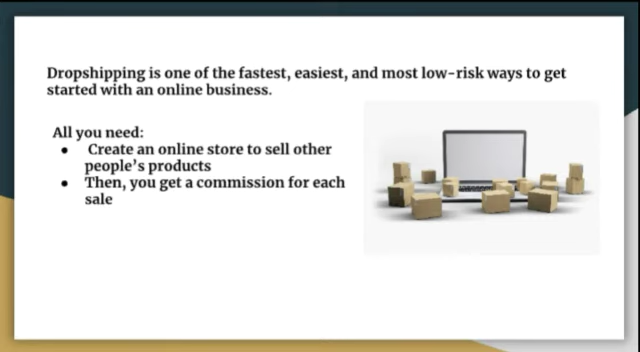 Dropshipping is one of the fastest, easiest, and most low-risk ways to get
started with an online business.
All you need:
● Create an online store to sell other
people's products
● Then, you get a commission for each
sale